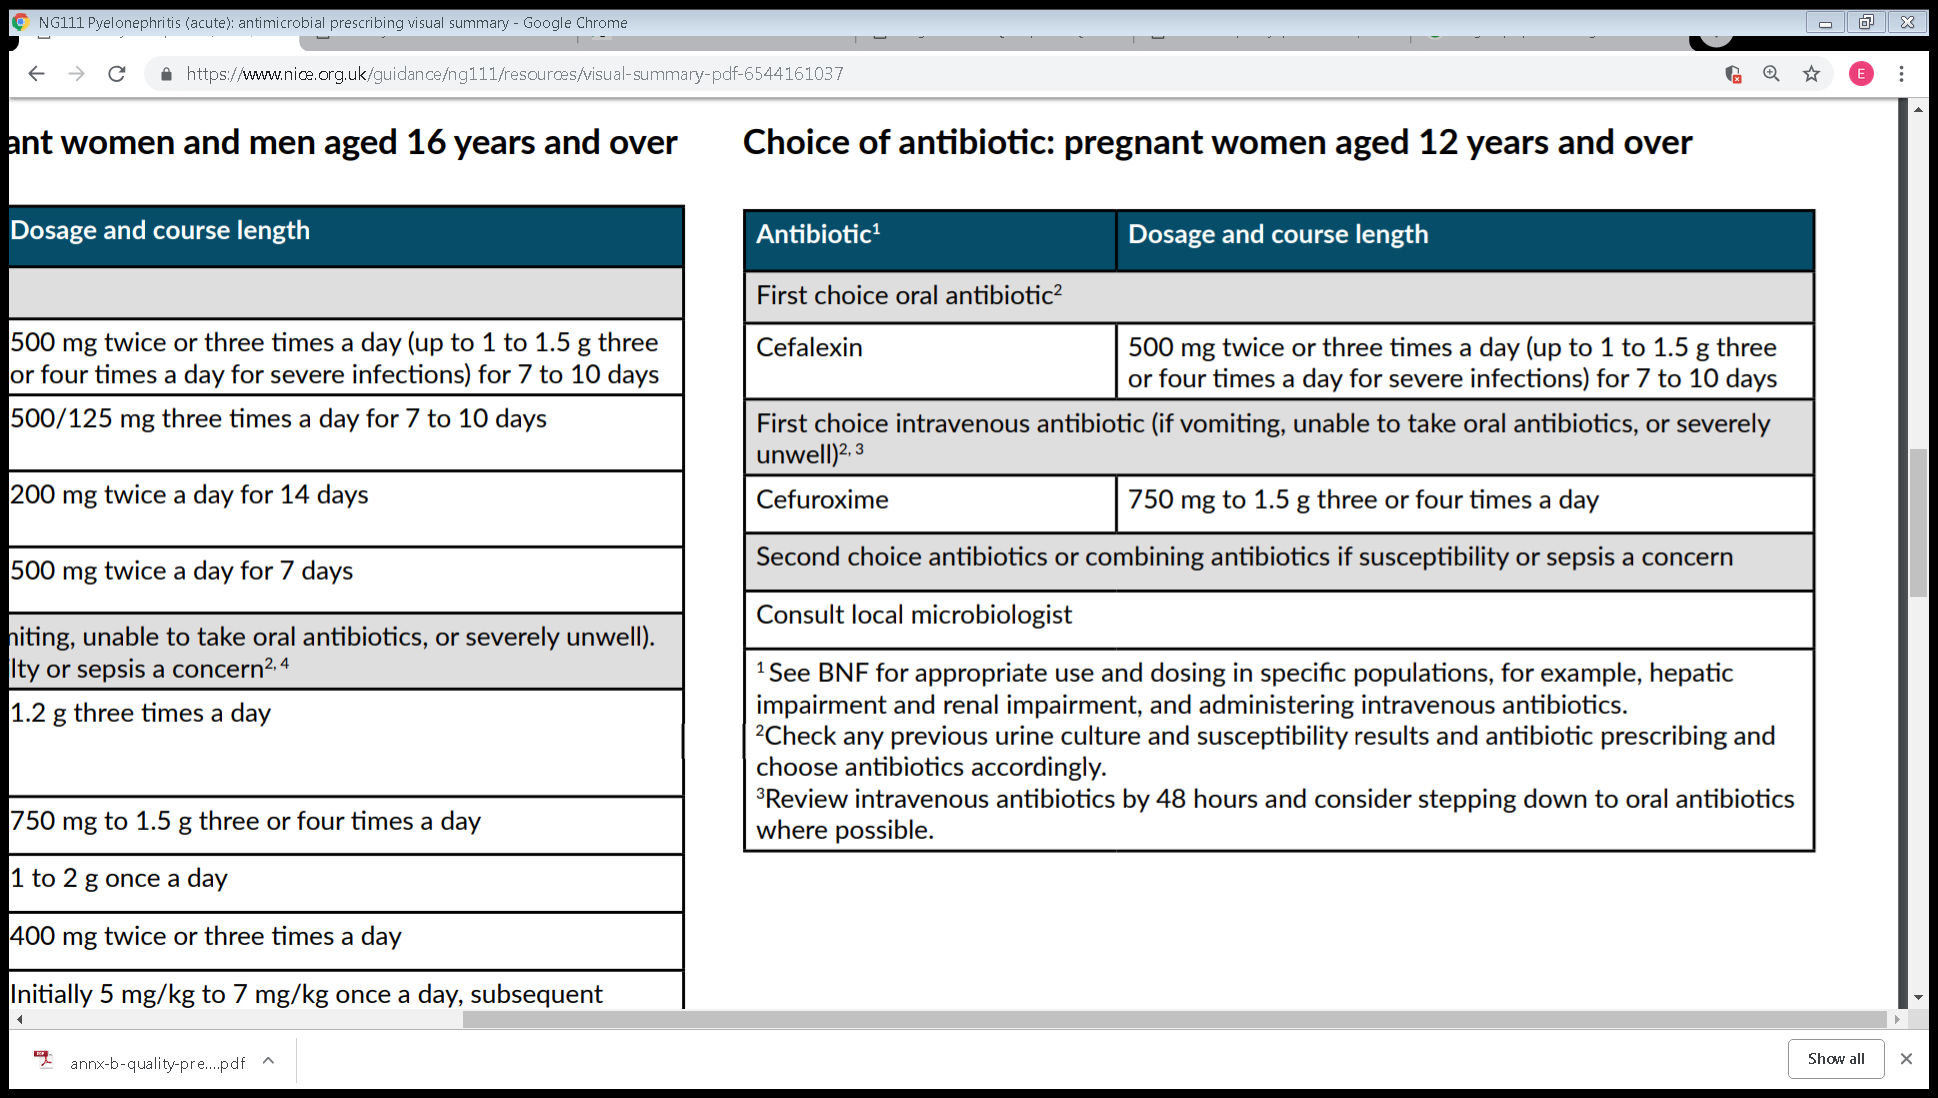 NG111 Pyelonephritis (acute): antimicrobial prescribing visual summary - Google Chrome
https://www.nice.org.uk/guidance/ng111/resources/visual-summary-pdf-6544161037
E
ant women and men aged 16 years and over
Dosage and course length
500 mg twice or three times a day (up to 1 to 1.5 g three
or four times a day for severe infections) for 7 to 10 days
500/125 mg three times a day for 7 to 10 days
200 mg twice a day for 14 days
500 mg twice a day for 7 days
niting, unable to take oral antibiotics, or severely unwell).
ilty or sepsis a concern2, 4
1.2 g three times a day
750 mg to 1.5 g three or four times a day
1 to 2 g once a day
400 mg twice or three times a day
Initially 5 mg/kg to 7 mg/kg once a day, subsequent
Choice of antibiotic: pregnant women aged 12 years and over
Antibiotic1 Dosage and course length
First choice oral antibiotic2
Cefalexin 500 mg twice or three times a day (up to 1 to 1.5 g three
or four times a day for severe infections) for 7 to 10 days
First choice intravenous antibiotic (if vomiting, unable to take oral antibiotics, or severely
unwell)2, 3
Cefuroxime 750 mg to 1.5 g three or four times a day
Second choice antibiotics or combining antibiotics if susceptibility or sepsis a concern
Consult local microbiologist
1 See BNF for appropriate use and dosing in specific populations, for example, hepatic
impairment and renal impairment, and administering intravenous antibiotics.
2Check any previous urine culture and susceptibility results and antibiotic prescribing and
choose antibiotics accordingly.
3Review intravenous antibiotics by 48 hours and consider stepping down to oral antibiotics
where possible.
annx-b-quality-pre....pdf
Show all